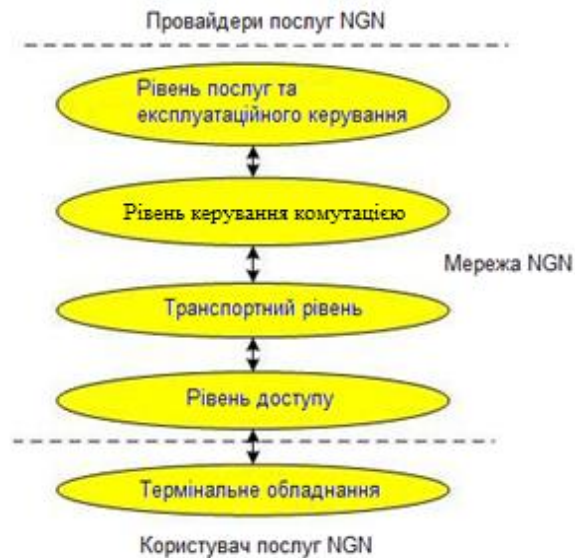 Провайдери послуг NGN
Рівень послуг та
експлуатаційного керування
Рівень керування комутацією
Мережа NGN
Транспортний рівень
Рівень доступу
Термінальне обладнання
Користувач послуг NGN